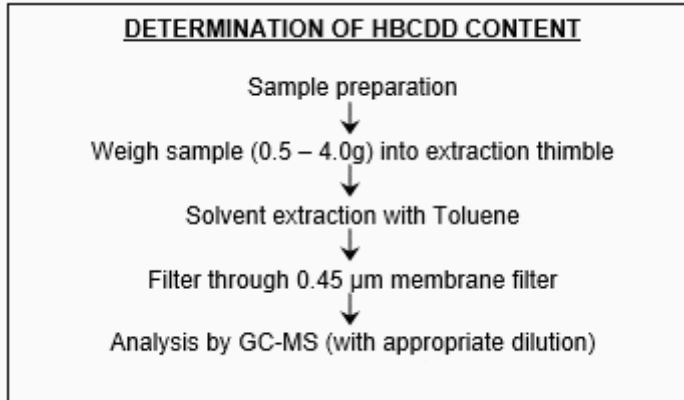 DETERMINATION OF HBCDD CONTENT
Sample preparation
Weigh sample (0.5 – 4.0g) into extraction thimble
Solvent extraction with Toluene
Filter through 0.45 µm membrane filter
Analysis by GC-MS (with appropriate dilution)